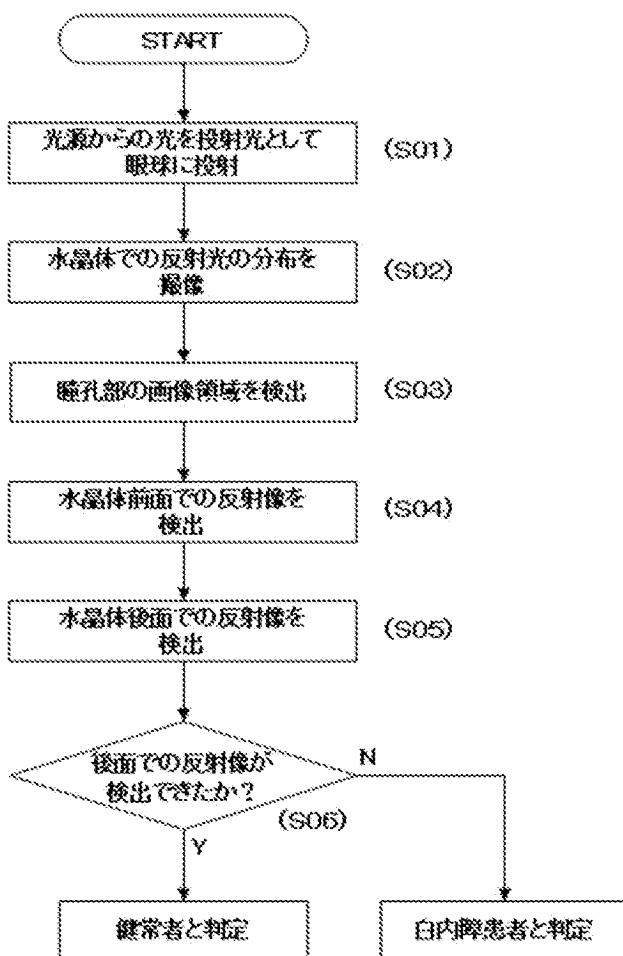 START
光源からの光を投射光として
眼球に投射
(S01)
水晶体での反射光の分布を
撮像
(S02)
瞳孔部の画像領域を検出
(S03)
水晶体前面での反射像を
検出
(S04)
水晶体後面での反射像を
検出
(S05)
後面での反射像が
検出できたか？
(S06)
N
Y
健常者と判定
白内障患者と判定